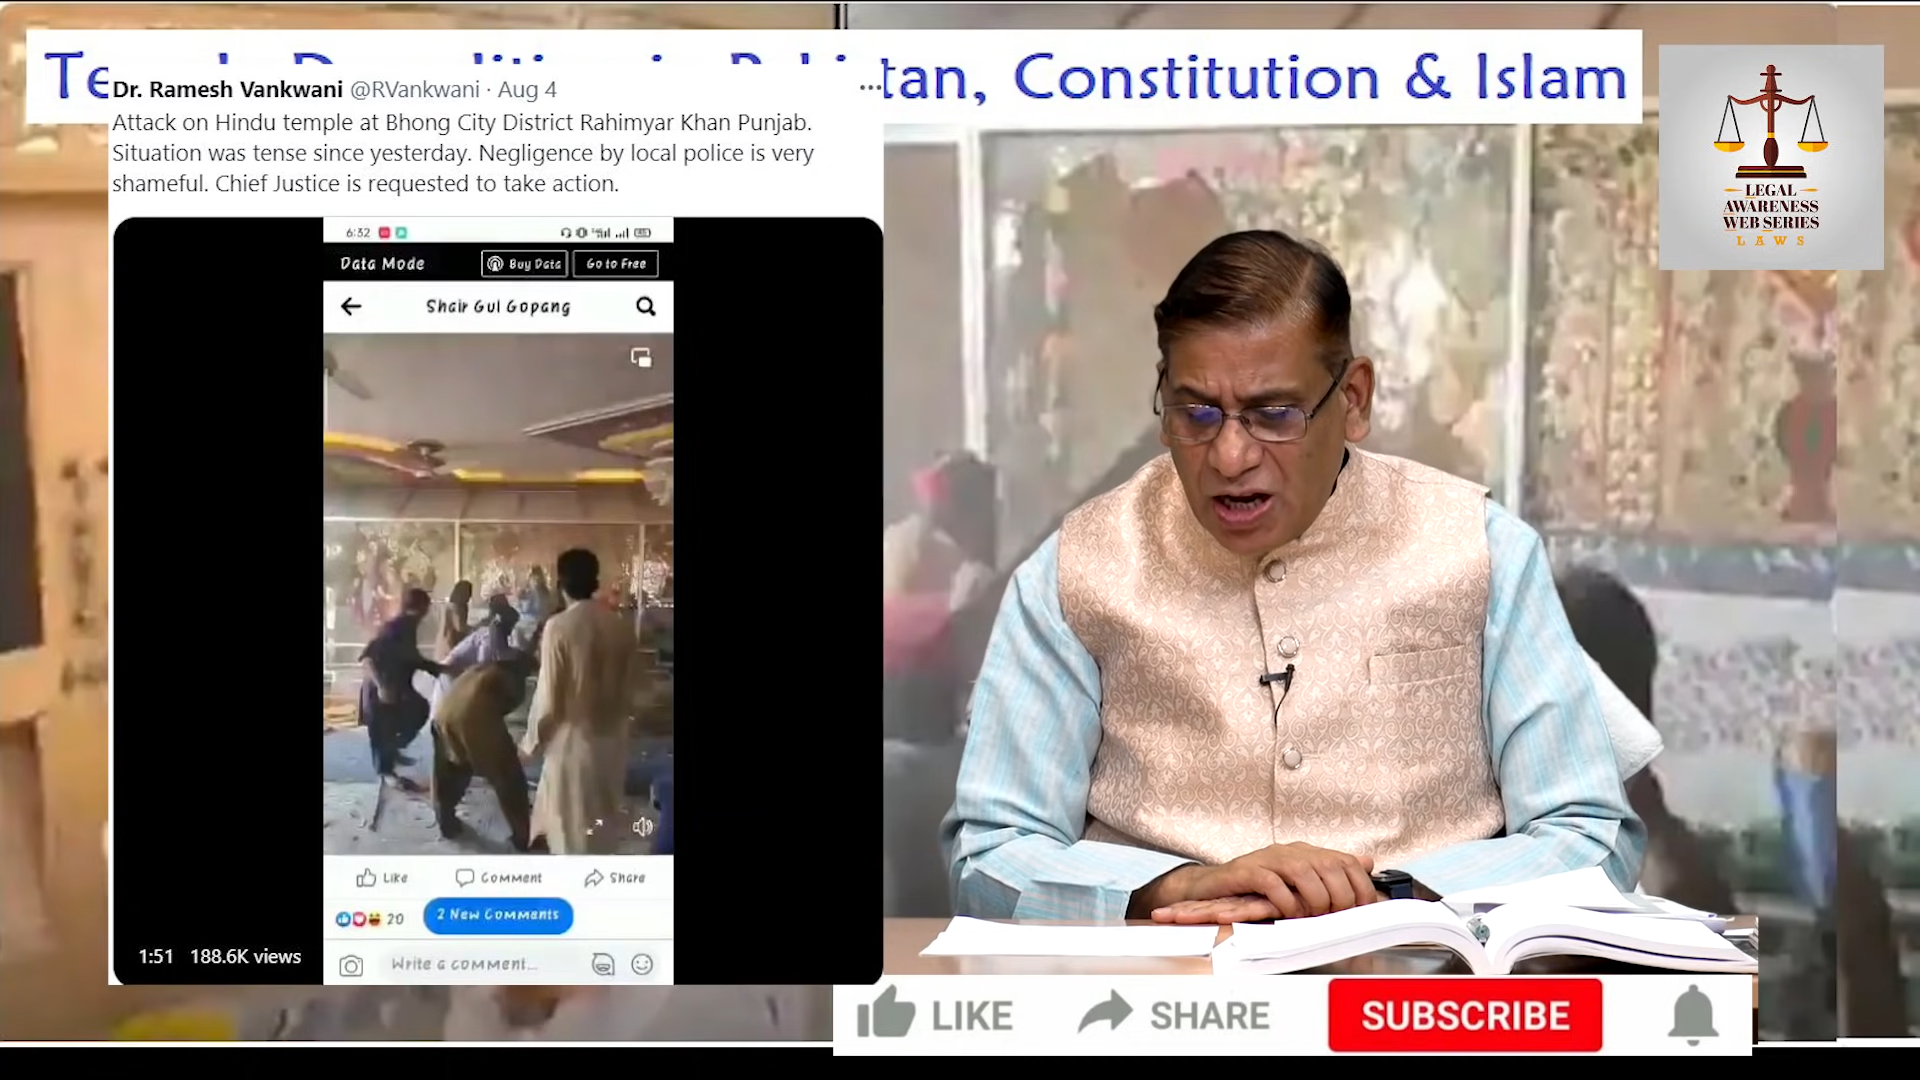 Te tan, Constitution & Islam
Dr. Ramesh Vankwani @RVankwani · Aug 4
Attack on Hindu temple at Bhong City District Rahimyar Khan Punjab.
Situation was tense since yesterday. Negligence by local police is very
shameful. Chief Justice is requested to take action.
6:32
Data Mode
Buy Data
Go to Free
Shair Gul Gopang
Like
Comment
Share
20
2 New Comments
Write a comment...
1:51 188.6K views
LEGAL
AWARENESS
WEB SERIES
LAWS
LIKE
SHARE
SUBSCRIBE